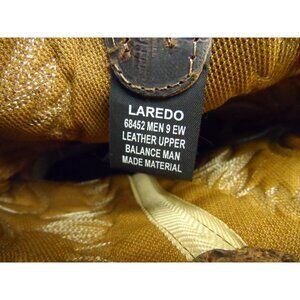 LAREDO
68452 MEN 9 EW
LEATHER UPPER
BALANCE MAN
MADE MATERIAL